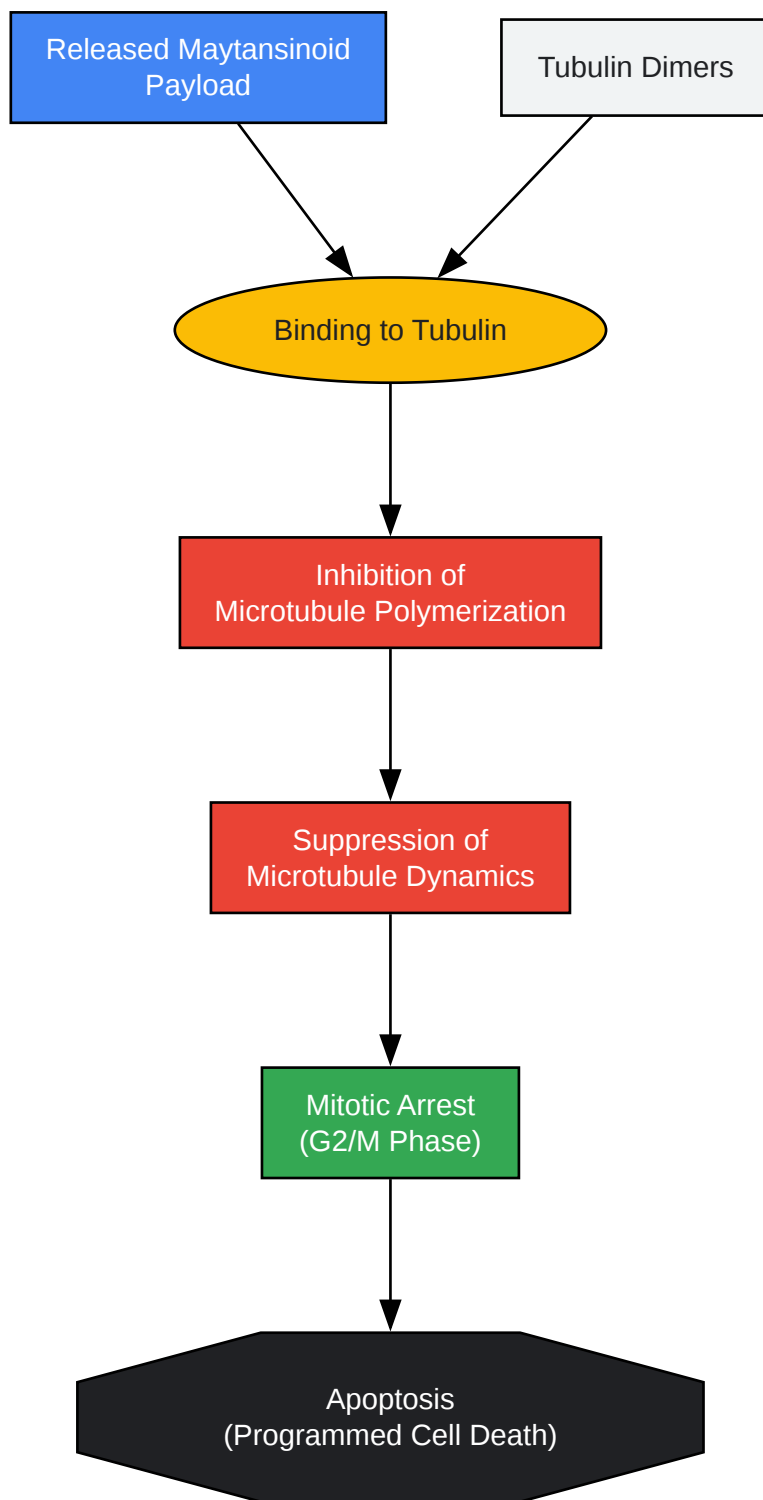 Released Maytansinoid
Payload
Tubulin Dimers
Binding to Tubulin
Inhibition of
Microtubule Polymerization
Suppression of
Microtubule Dynamics
Mitotic Arrest
(G2/M Phase)
Apoptosis
(Programmed Cell Death)